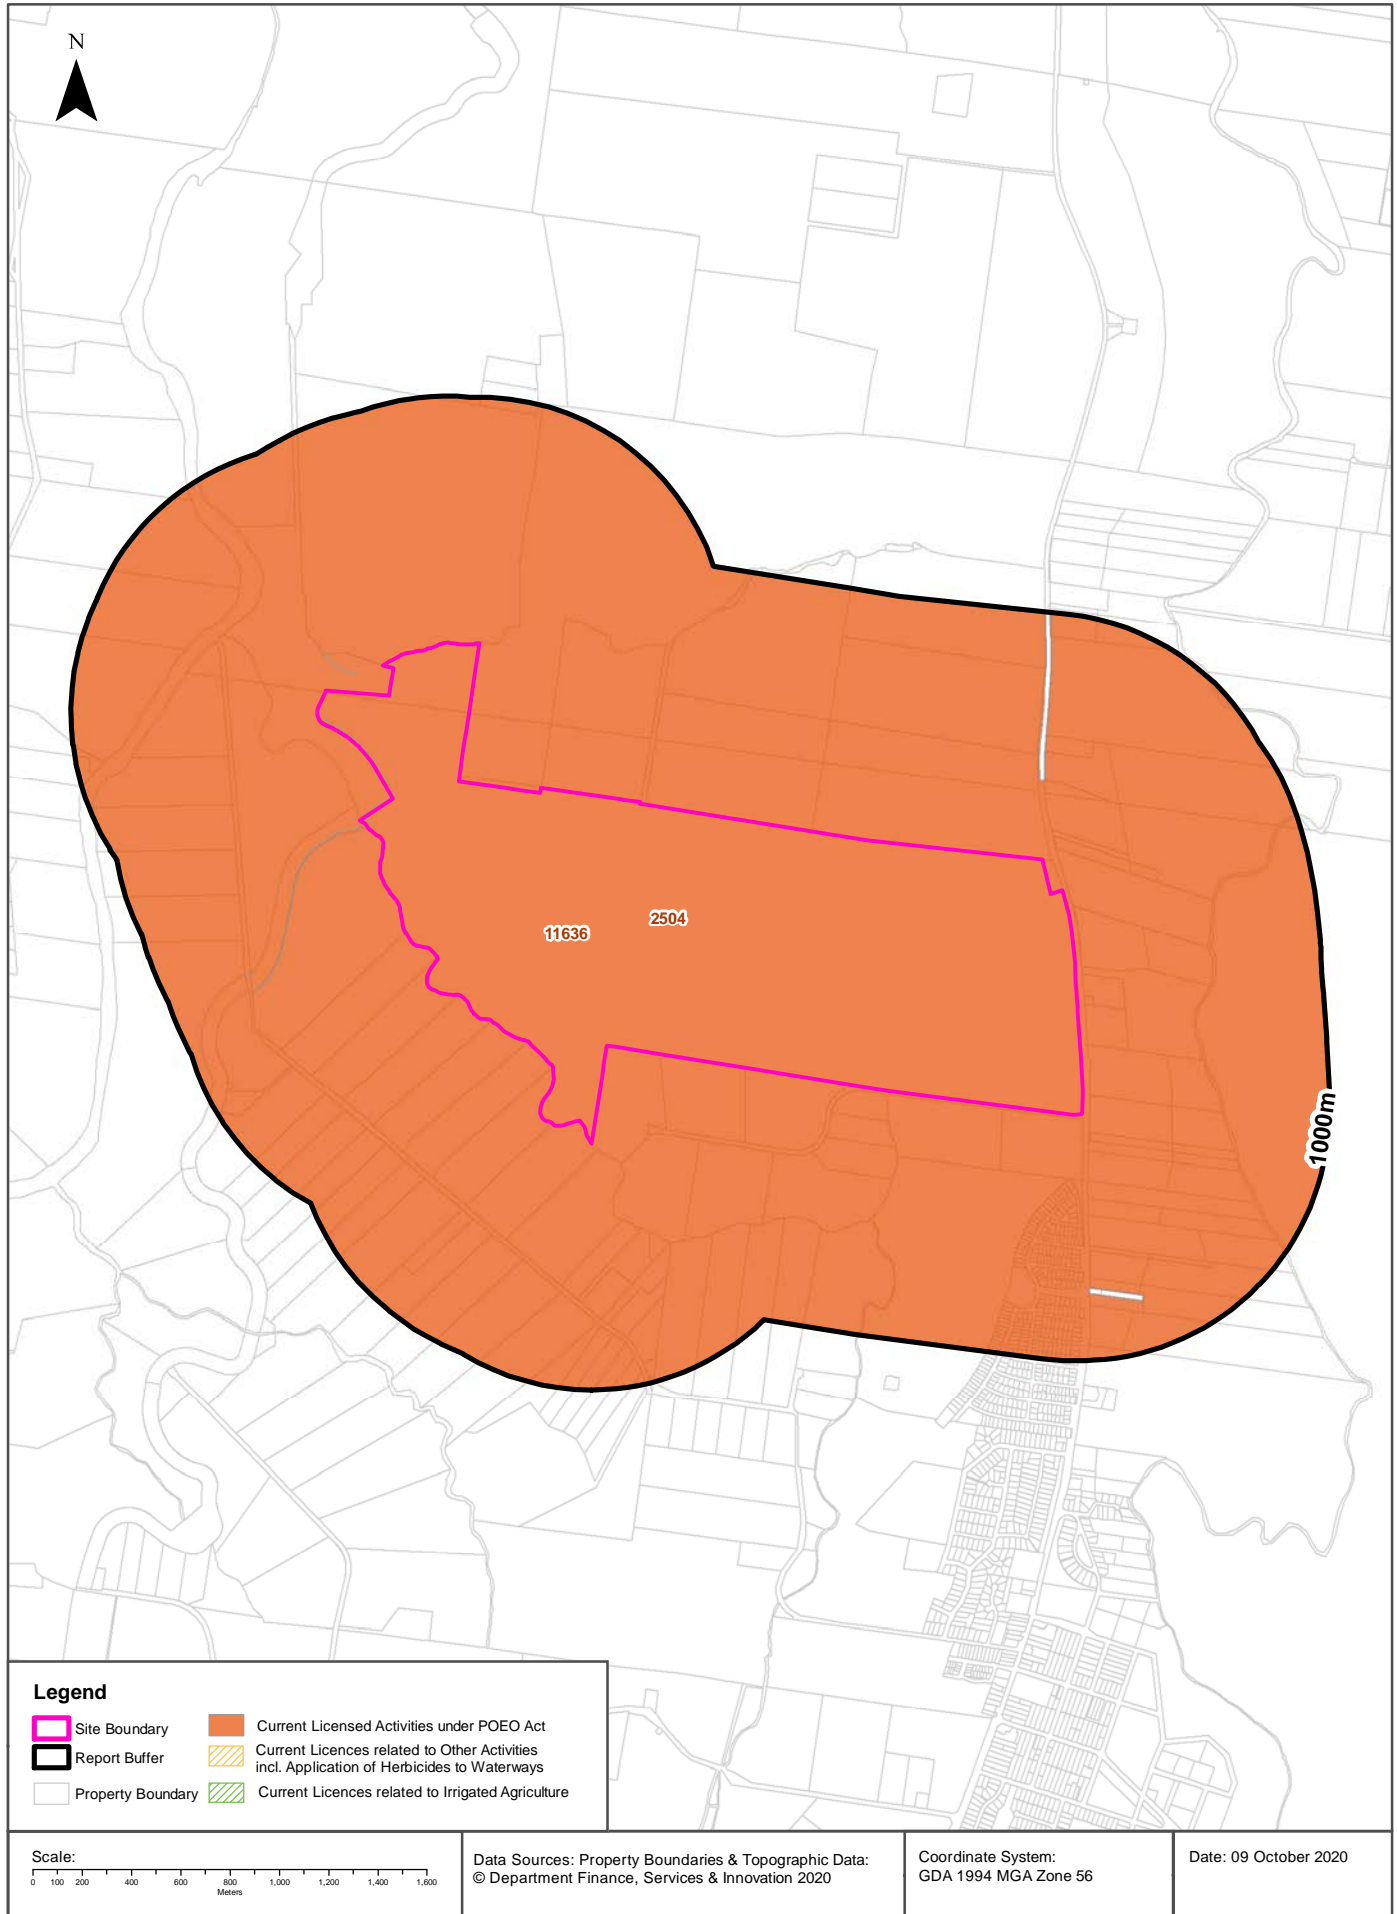 N
11636
2504
1000m
Legend
Site Boundary
Report Buffer
Property Boundary
Current Licensed Activities under POEO Act
Current Licences related to Other Activities
incl. Application of Herbicides to Waterways
Current Licences related to Irrigated Agriculture
Scale:
0 100 200 400 600 800 1,000 1,200 1,400 1,600
Meters
Data Sources: Property Boundaries & Topographic Data:
© Department Finance, Services & Innovation 2020
Coordinate System:
GDA 1994 MGA Zone 56
Date: 09 October 2020